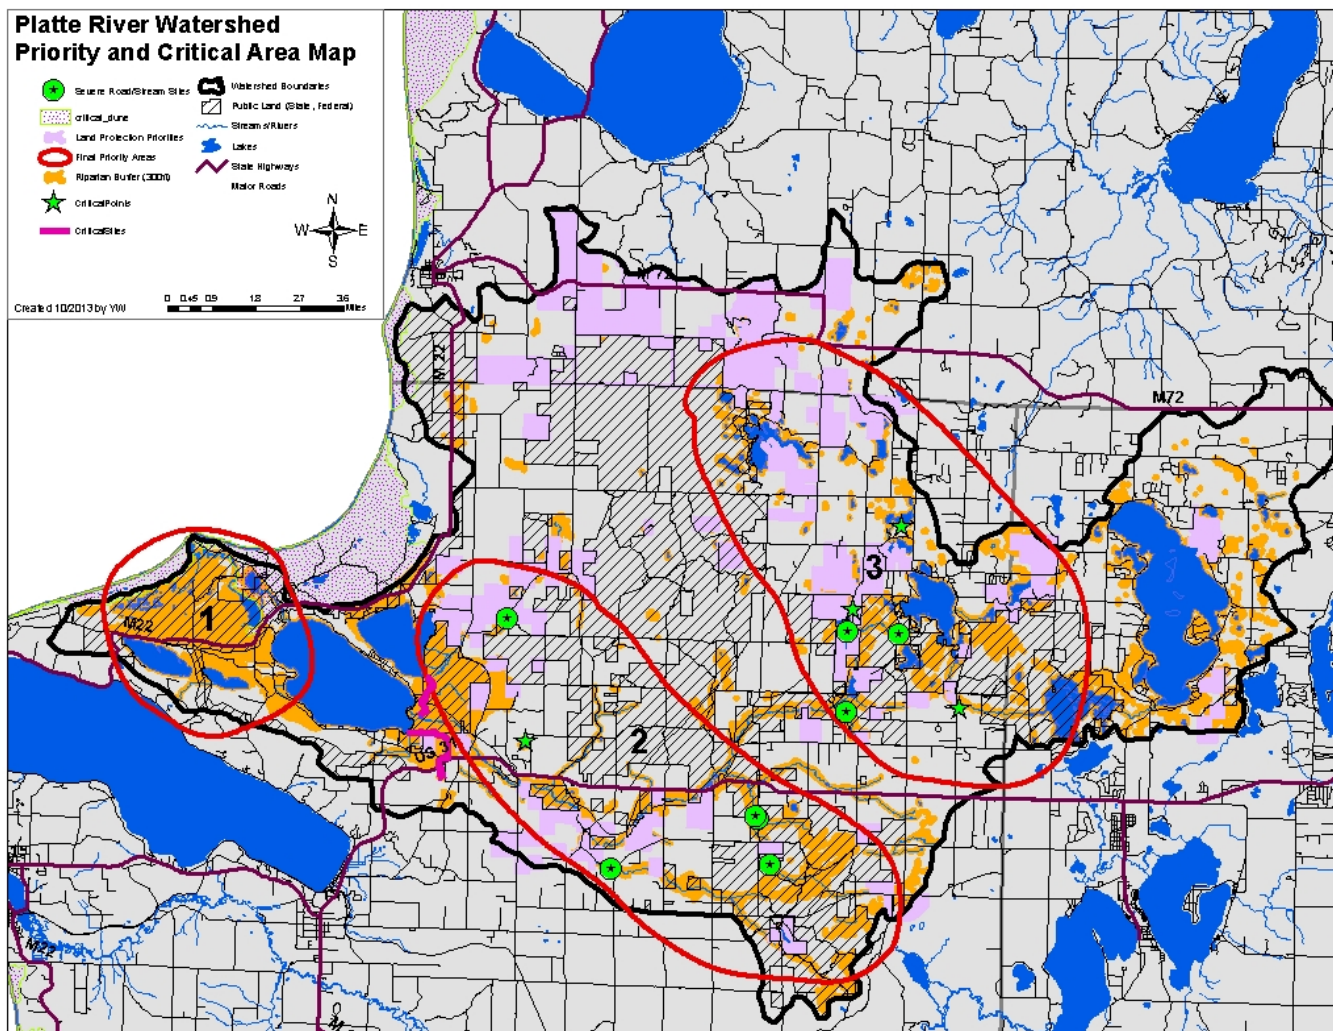 Platte River Watershed
Priority and Critical Area Map
Severe Road/Stream Sites
critical_dune
Land Protection Priorities
Final Priority Areas
Riparian Buffer (300ft)
CriticalPoints
CriticalSites
Watershed Boundaries
Public Land (State, Federal)
Streams/Rivers
Lakes
State Highways
Major Roads
N
W E
S
0 0.45 0.9 1.8 2.7 3.6
Miles
Created 10/2013 by YW
M 22
M72
3
1
M22
2
US 31
M22
M